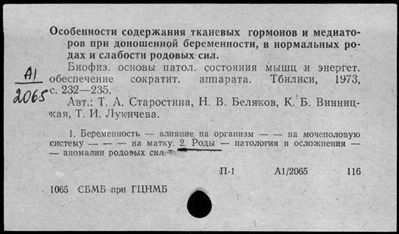 Особенности содержания тканевых гормонов и медиато-
ров при доношенной беременности, в нормальных ро-
дах и слабости родовых сил.
Биофиз. основы патол. состояния мышц и энергет.
обеспечение сократит. аппарата. Тбилиси, 1973,
с. 232—235.
А1
2065
Авт.: Т. А. Старостина, Н. В. Беляков, К. Б. Винниц-
кая, Т. И. Лукичева.
1. Беременность — влияние на организм — — на мочеполовую
систему — — — на матку. 2. Роды — патология и осложнения —
— аномалии родовых сил.
П-1 А1/2065 116
1065 СБМБ при ГЦНМБ